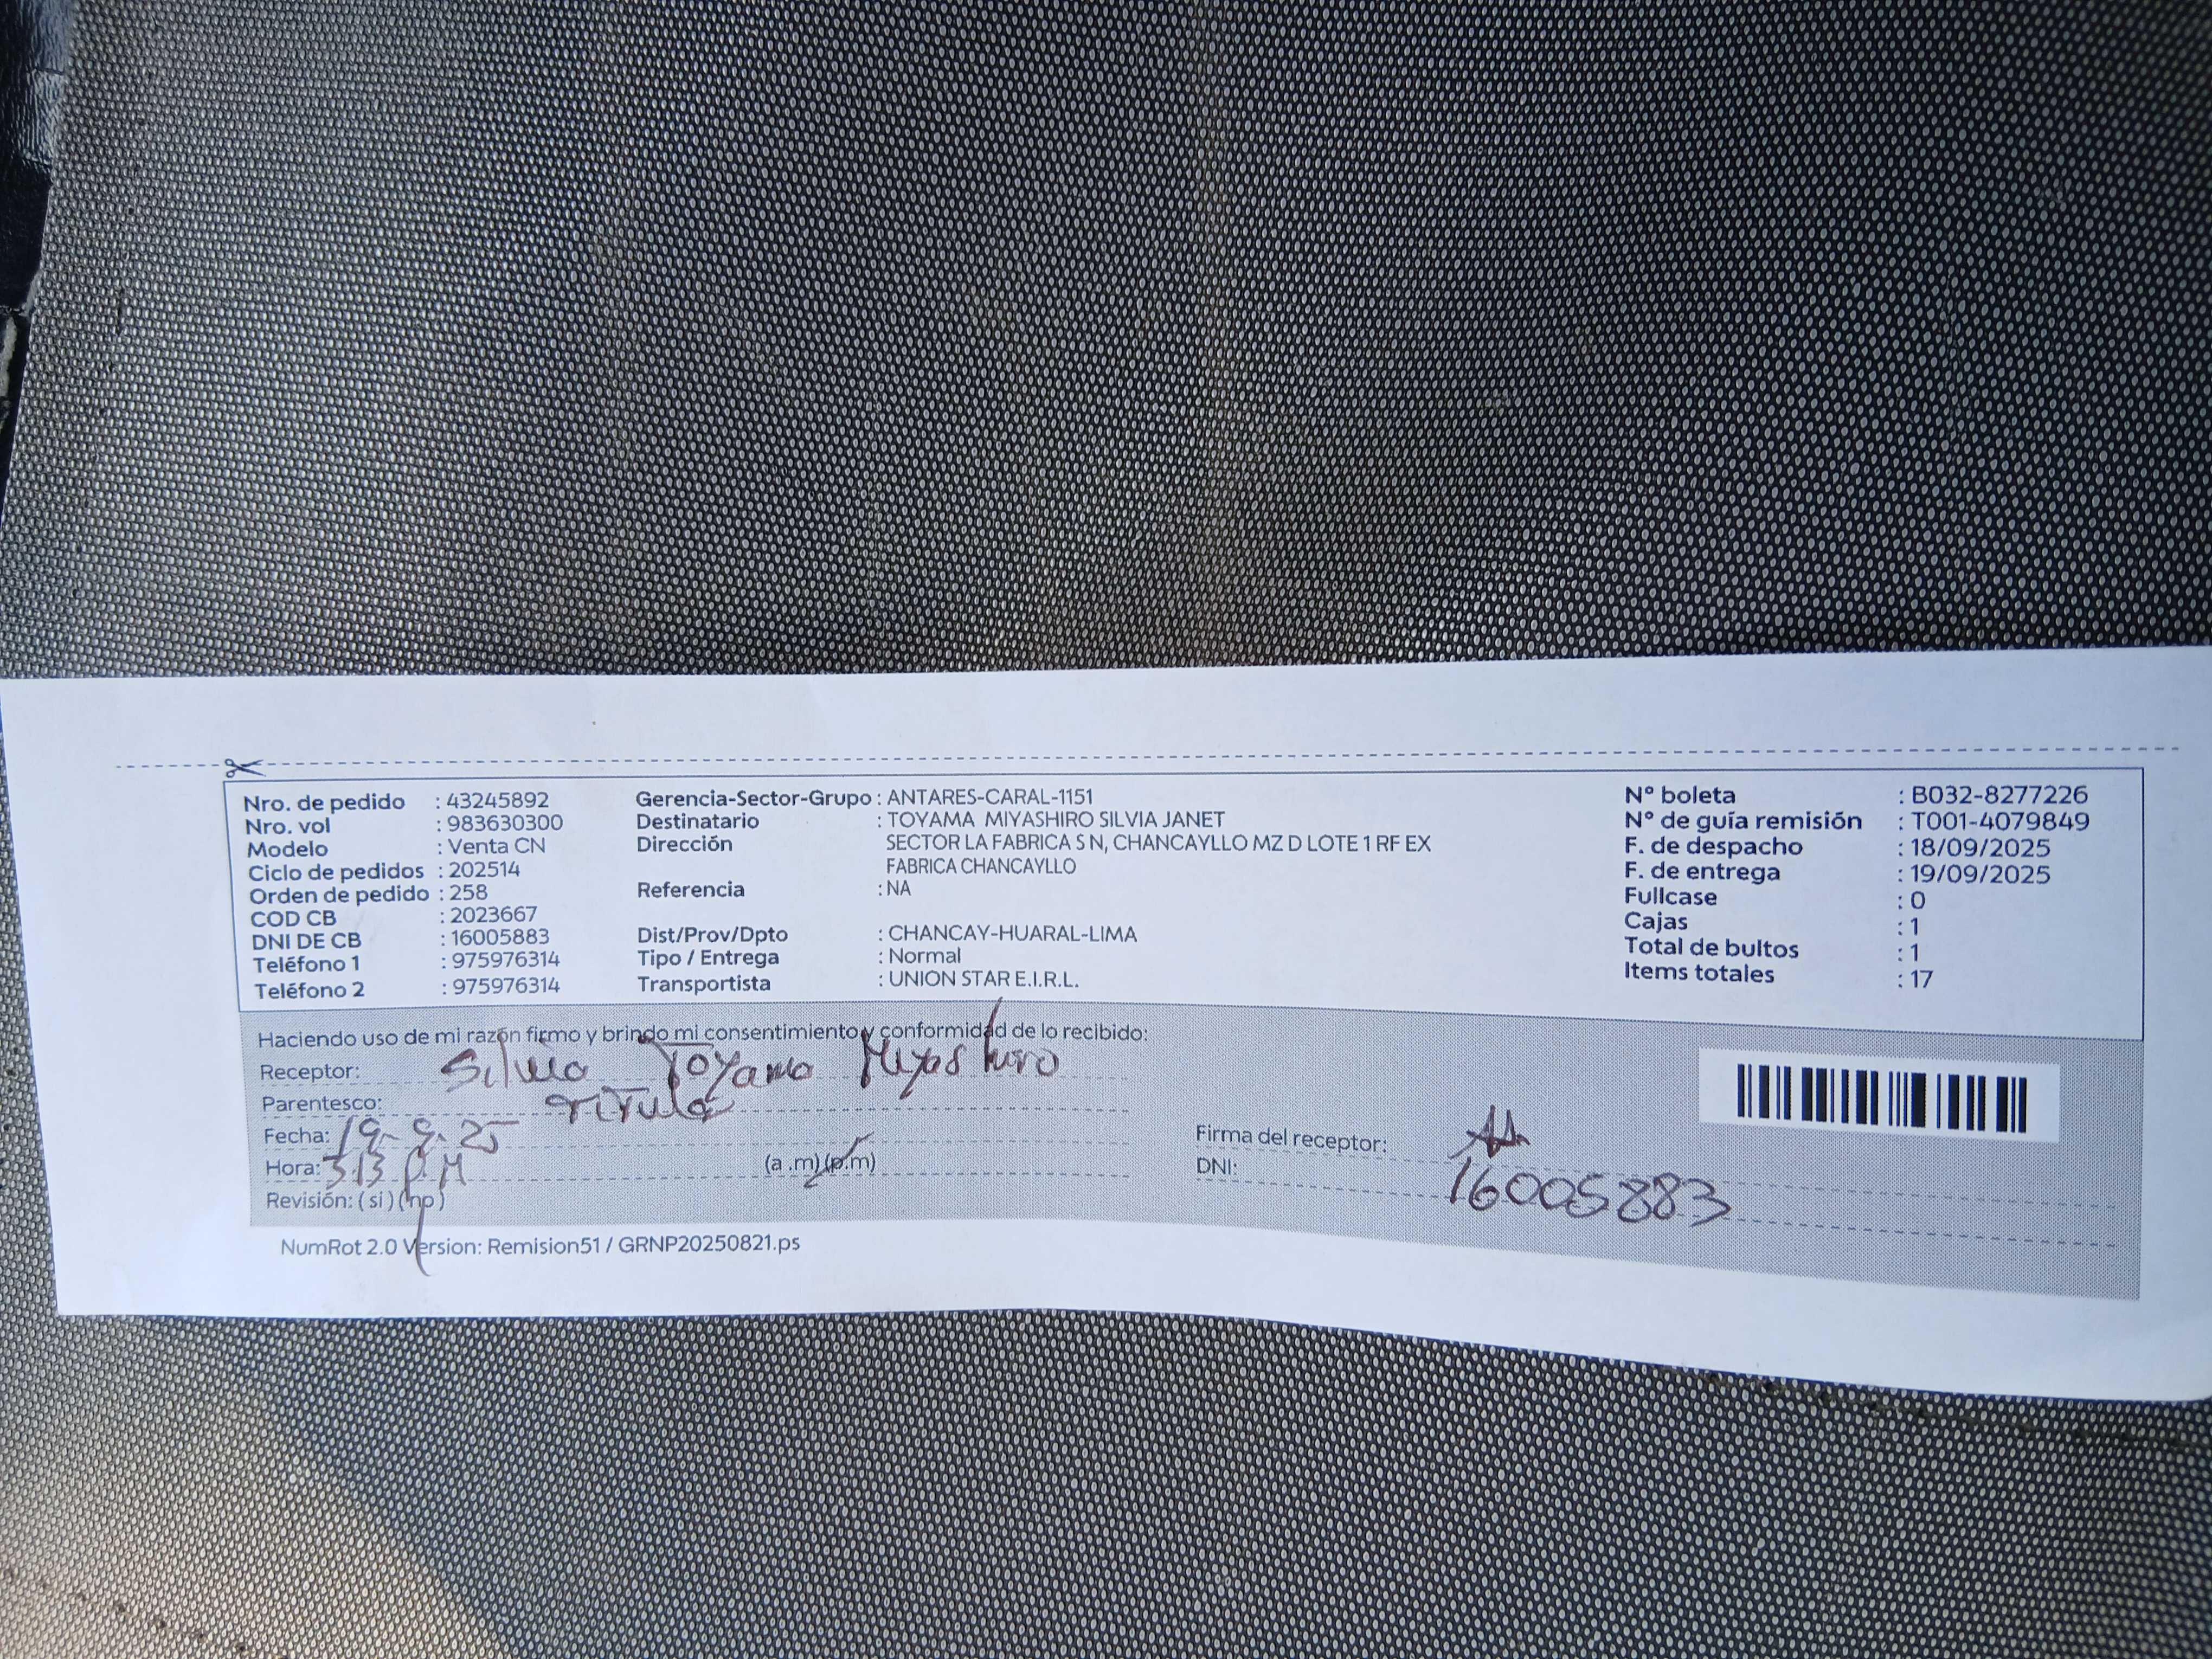 Nro. de pedido : 43245892
Nro. vol : 983630300
Modelo : Venta CN
Ciclo de pedidos : 202514
Orden de pedido : 258
COD CB : 2023667
DNI DE CB : 16005883
Teléfono 1 : 975976314
Teléfono 2 : 975976314
Gerencia-Sector-Grupo : ANTARES-CARAL-1151
Destinatario : TOYAMA MIYASHIRO SILVIA JANET
Dirección SECTOR LA FABRICA S N, CHANCAYLLO MZ D LOTE 1 RF EX
FABRICA CHANCAYLLO
Referencia : NA
Dist/Prov/Dpto : CHANCAY-HUARAL-LIMA
Tipo / Entrega : Normal
Transportista : UNION STAR E.I.R.L.
Nº boleta : B032-8277226
Nº de guía remisión : T001-4079849
F. de despacho : 18/09/2025
F. de entrega : 19/09/2025
Fullcase : 0
Cajas : 1
Total de bultos : 1
Items totales : 17
Haciendo uso de mi razón firmo y brindo mi consentimiento y conformidad de lo recibido:
Receptor: Silvia Toyama Miyashiro
Parentesco: Titular
Fecha: 19-9-25
Hora: 3.13 P.M (a .m) (p.m)
Revisión: ( si ) ( no )
Firma del receptor:
DNI: 16005883
NumRot 2.0 Version: Remision51 / GRNP20250821.ps